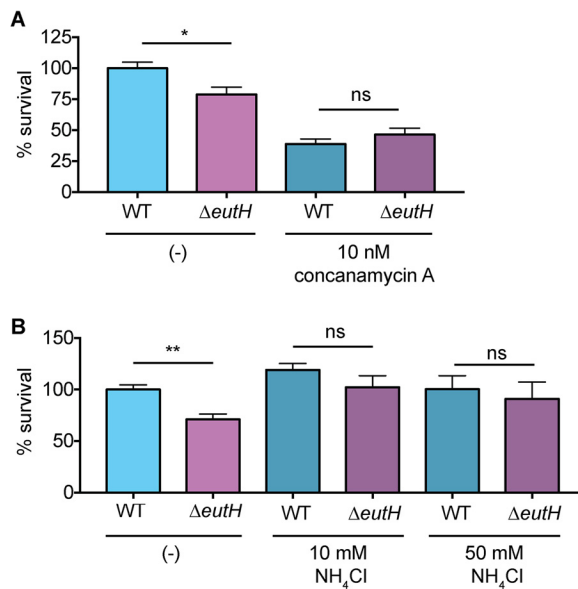 A
125
100
75
50
25
0
% survival
*
ns
WT
ΔeutH
WT
ΔeutH
(-)
10 nM
concanamycin A
B
150
100
50
0
% survival
**
ns
ns
WT
ΔeutH
WT
ΔeutH
WT
ΔeutH
(-)
10 mM
NH₄Cl
50 mM
NH₄Cl